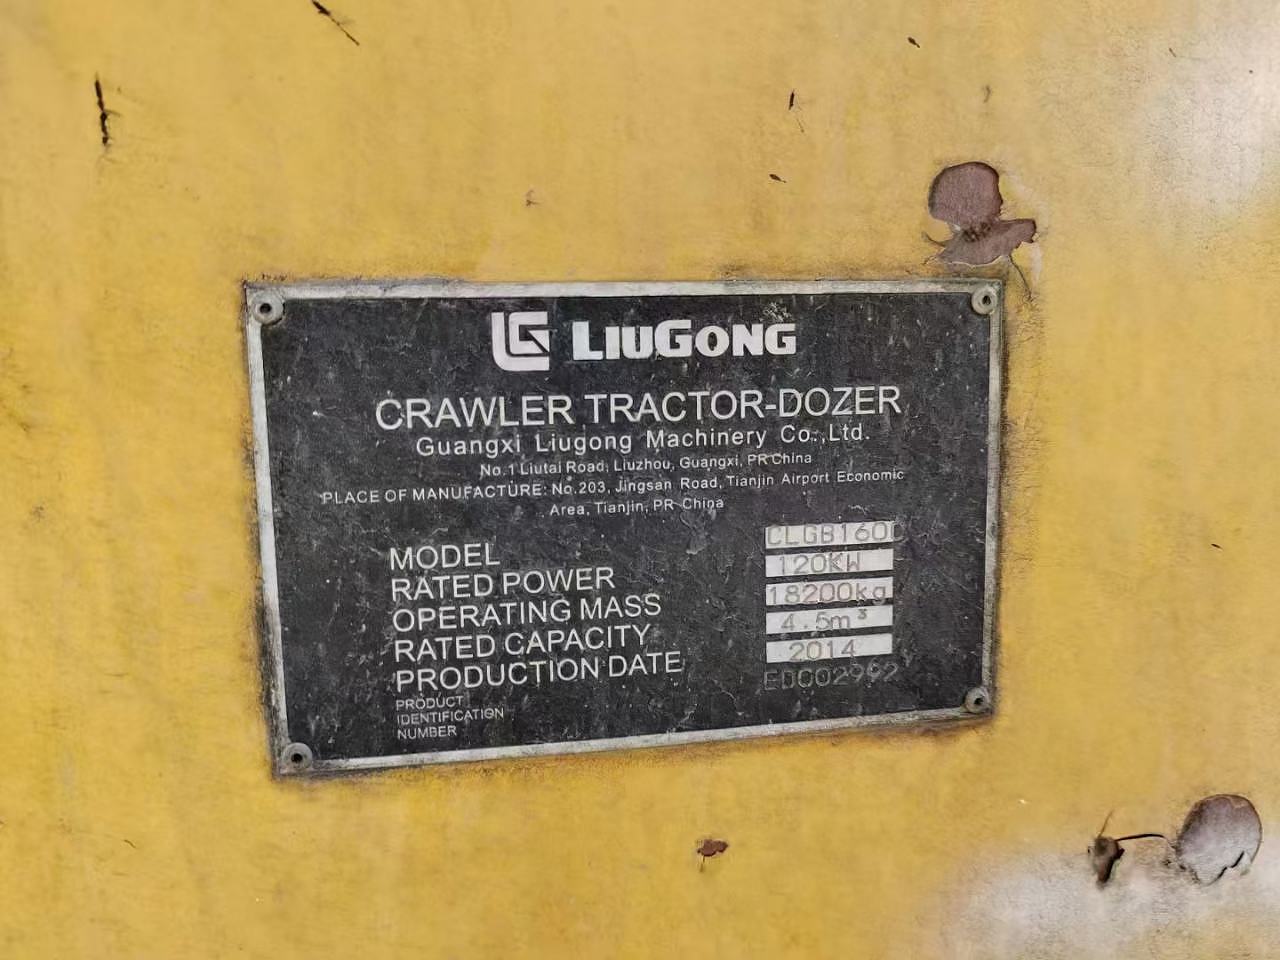 LG LIUGONG
CRAWLER TRACTOR-DOZER
Guangxi Liugong Machinery Co.,Ltd.
No.1 Liutai Road, Liuzhou, Guangxi, PR China
PLACE OF MANUFACTURE: No.203, Jingsan Road, Tianjin Airport Economic
Area, Tianjin, PR China
MODEL
RATED POWER 120KW
OPERATING MASS 18200kg
RATED CAPACITY 4.5m³
PRODUCTION DATE 2014
PRODUCT
IDENTIFICATION
NUMBER